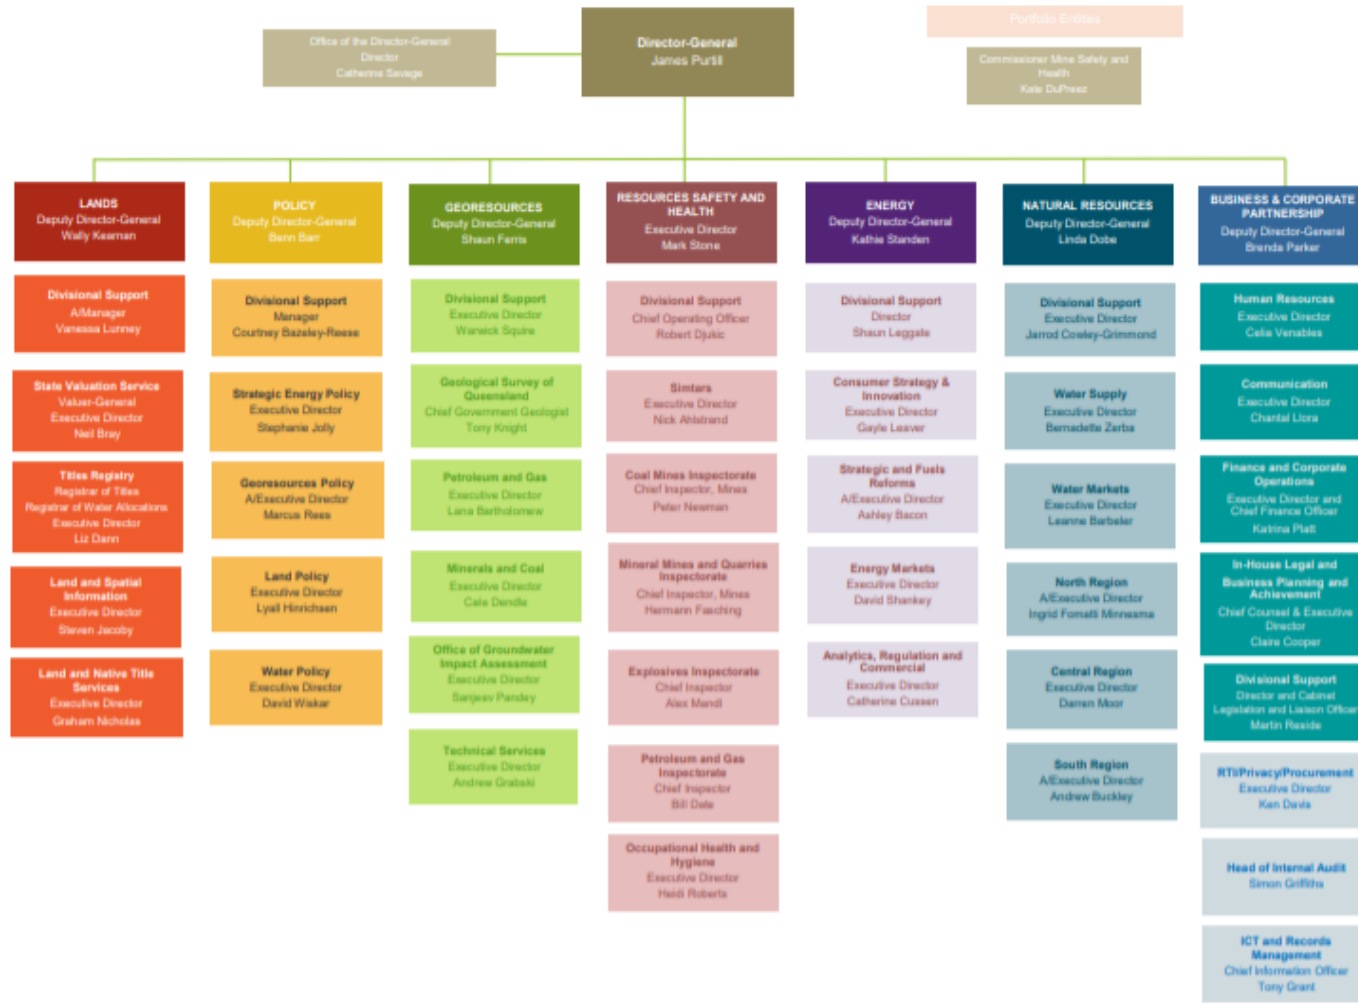 Office of the Director-General
Director
Catherine Savage
Director-General
James Purtill
Portfolio Entities
Commissioner Mine Safety and
Health
Kate DuPreez
LANDS
Deputy Director-General
Wally Kearnan
Divisional Support
A/Manager
Vanessa Lunney
State Valuation Service
Valuer-General
Executive Director
Neil Bray
Titles Registry
Registrar of Titles
Registrar of Water Allocations
Executive Director
Liz Dann
Land and Spatial
Information
Executive Director
Steven Jacoby
Land and Native Title
Services
Executive Director
Graham Nicholas
POLICY
Deputy Director-General
Benn Barr
Divisional Support
Manager
Courtney Bazeley-Reese
Strategic Energy Policy
Executive Director
Stephanie Jolly
Georesources Policy
A/Executive Director
Marcus Rees
Land Policy
Executive Director
Lyall Hinrichsen
Water Policy
Executive Director
David Wiskar
GEORESOURCES
Deputy Director-General
Shaun Ferris
Divisional Support
Executive Director
Warwick Squire
Geological Survey of
Queensland
Chief Government Geologist
Tony Knight
Petroleum and Gas
Executive Director
Lana Bartholomew
Minerals and Coal
Executive Director
Cale Dendle
Office of Groundwater
Impact Assessment
Executive Director
Sanjeev Pandey
Technical Services
Executive Director
Andrew Grabski
RESOURCES SAFETY AND
HEALTH
Executive Director
Mark Stone
Divisional Support
Chief Operating Officer
Robert Djukic
Simtars
Executive Director
Nick Ahlstrand
Coal Mines Inspectorate
Chief Inspector, Mines
Peter Newman
Mineral Mines and Quarries
Inspectorate
Chief Inspector, Mines
Hermann Fasching
Explosives Inspectorate
Chief Inspector
Alex Mandl
Petroleum and Gas
Inspectorate
Chief Inspector
Bill Date
Occupational Health and
Hygiene
Executive Director
Heidi Roberts
ENERGY
Deputy Director-General
Kathie Standen
Divisional Support
Director
Shaun Leggate
Consumer Strategy &
Innovation
Executive Director
Gayle Leaver
Strategic and Fuels
Reforms
A/Executive Director
Ashley Bacon
Energy Markets
Executive Director
David Shankey
Analytics, Regulation and
Commercial
Executive Director
Catherine Cussen
NATURAL RESOURCES
Deputy Director-General
Linda Dobe
Divisional Support
Executive Director
Jarrod Cowley-Grimmond
Water Supply
Executive Director
Bernadette Zerba
Water Markets
Executive Director
Leanne Barbeler
North Region
A/Executive Director
Ingrid Fomatti Minnesma
Central Region
Executive Director
Darren Moor
South Region
A/Executive Director
Andrew Buckley
BUSINESS & CORPORATE
PARTNERSHIP
Deputy Director-General
Brenda Parker
Human Resources
Executive Director
Celia Venables
Communication
Executive Director
Chantal Llora
Finance and Corporate
Operations
Executive Director and
Chief Finance Officer
Katrina Platt
In-House Legal and
Business Planning and
Achievement
Chief Counsel & Executive
Director
Claire Cooper
Divisional Support
Director and Cabinet
Legislation and Liaison Officer
Martin Reside
RTI/Privacy/Procurement
Executive Director
Ken Davis
Head of Internal Audit
Simon Griffiths
ICT and Records
Management
Chief Information Officer
Tony Grant